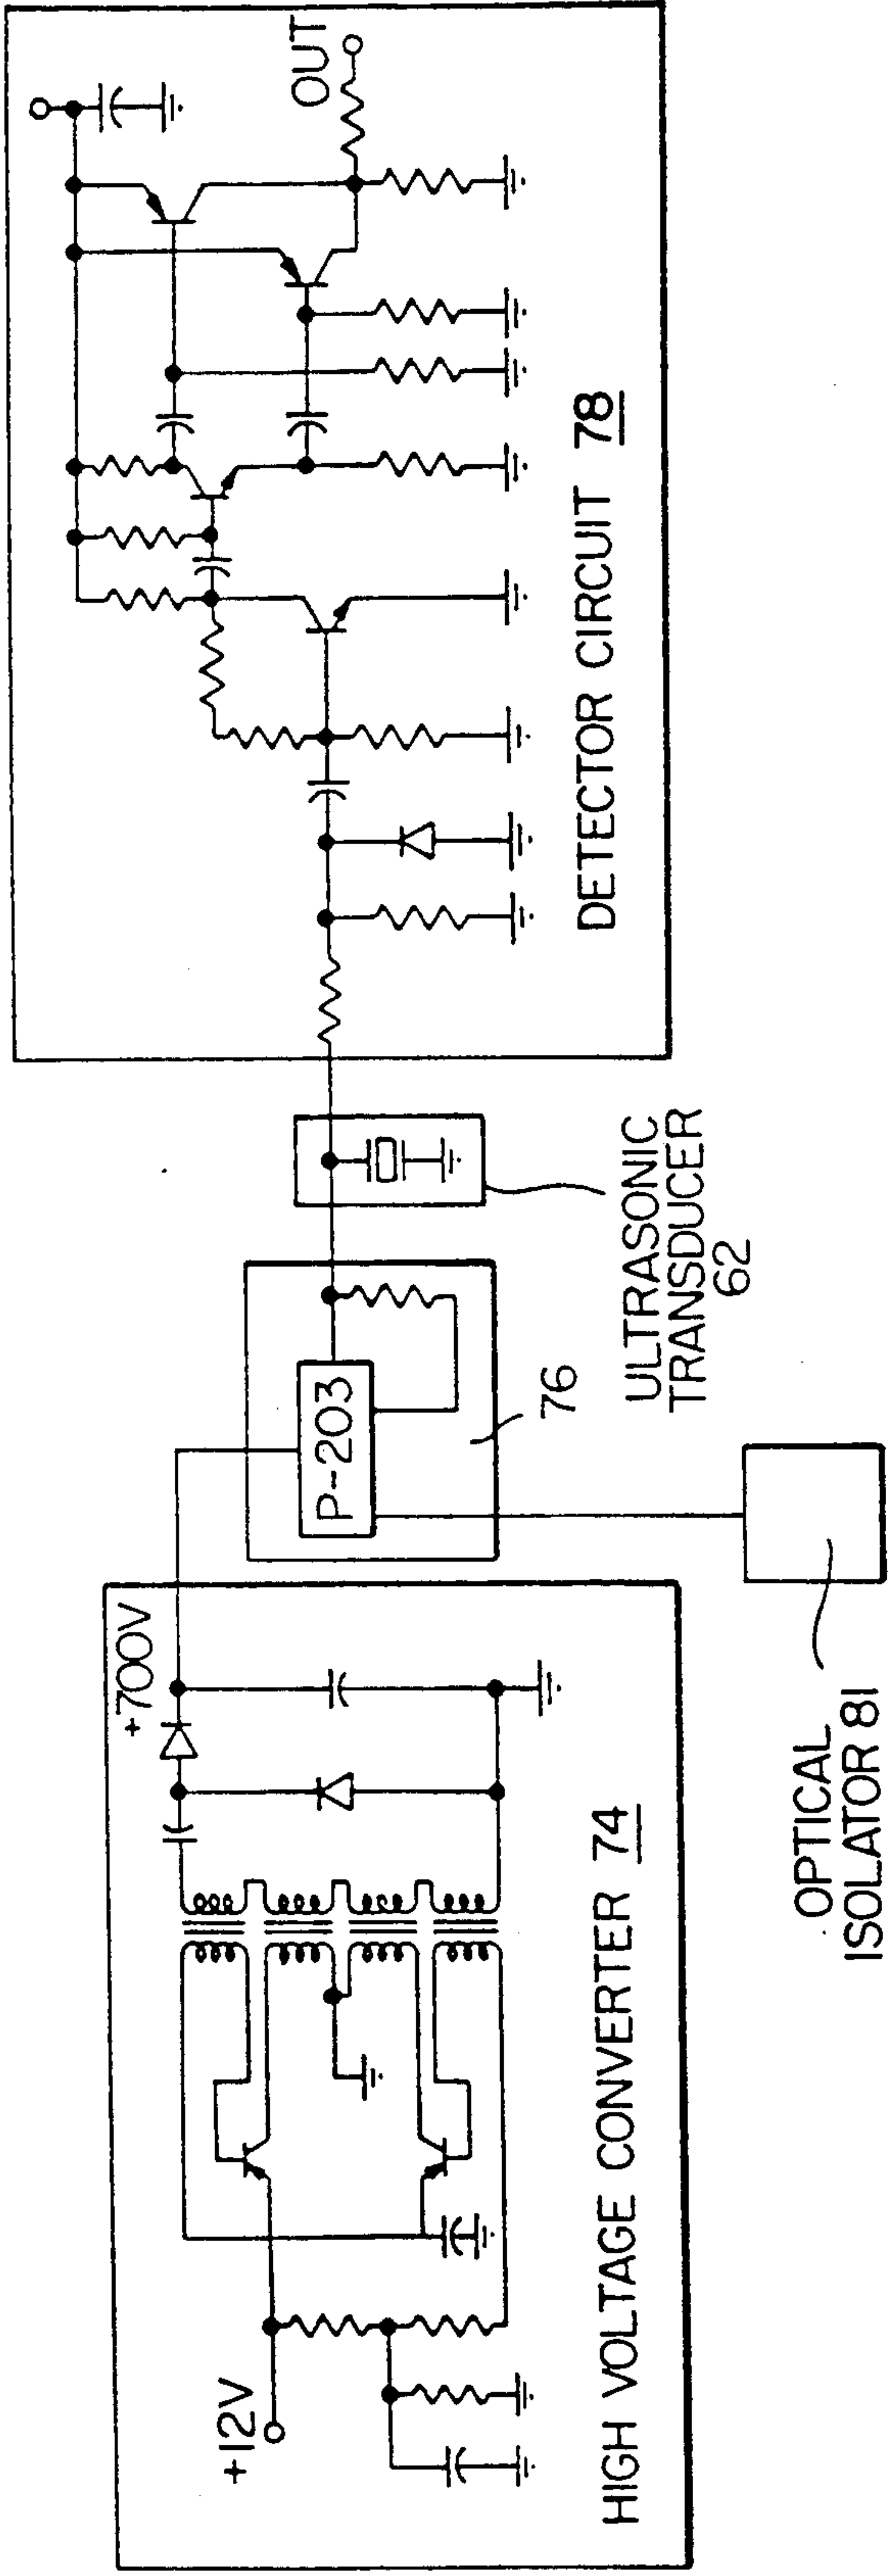 +12V
HIGH VOLTAGE CONVERTER 74
+700V
OPTICAL
ISOLATOR 81
P-203
76
ULTRASONIC
TRANSDUCER
62
DETECTOR CIRCUIT 78
OUT